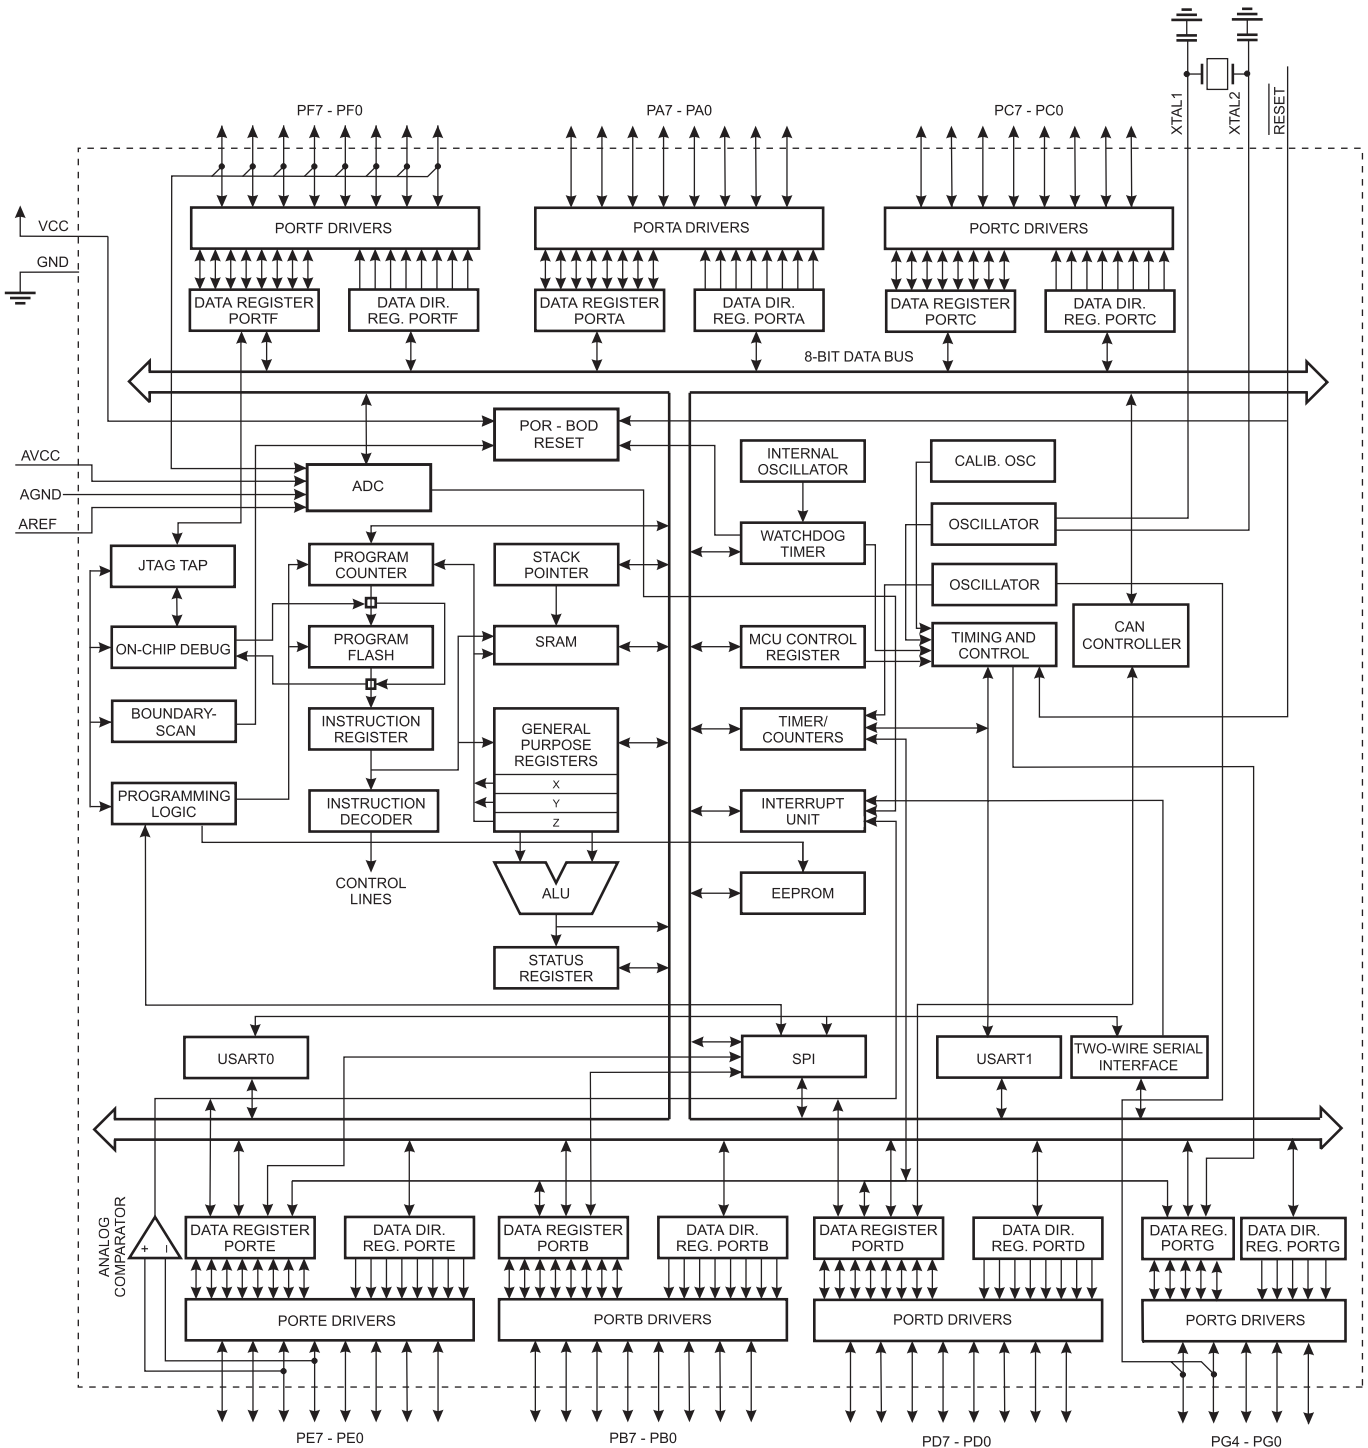 PF7 - PF0
PA7 - PA0
PC7 - PC0
XTAL1
XTAL2
RESET
VCC
GND
PORTF DRIVERS
PORTA DRIVERS
PORTC DRIVERS
DATA REGISTER
PORTF
DATA DIR.
REG. PORTF
DATA REGISTER
PORTA
DATA DIR.
REG. PORTA
DATA REGISTER
PORTC
DATA DIR.
REG. PORTC
8-BIT DATA BUS
POR - BOD
RESET
INTERNAL
OSCILLATOR
CALIB. OSC
AVCC
AGND
AREF
ADC
OSCILLATOR
WATCHDOG
TIMER
JTAG TAP
PROGRAM
COUNTER
STACK
POINTER
OSCILLATOR
ON-CHIP DEBUG
PROGRAM
FLASH
SRAM
MCU CONTROL
REGISTER
TIMING AND
CONTROL
CAN
CONTROLLER
BOUNDARY-
SCAN
INSTRUCTION
REGISTER
GENERAL
PURPOSE
REGISTERS
X
Y
Z
TIMER/
COUNTERS
PROGRAMMING
LOGIC
INSTRUCTION
DECODER
INTERRUPT
UNIT
CONTROL
LINES
ALU
EEPROM
STATUS
REGISTER
USART0
SPI
USART1
TWO-WIRE SERIAL
INTERFACE
ANALOG
COMPARATOR
+
−
DATA REGISTER
PORTE
DATA DIR.
REG. PORTE
DATA REGISTER
PORTB
DATA DIR.
REG. PORTB
DATA REGISTER
PORTD
DATA DIR.
REG. PORTD
DATA REG.
PORTG
DATA DIR.
REG. PORTG
PORTE DRIVERS
PORTB DRIVERS
PORTD DRIVERS
PORTG DRIVERS
PE7 - PE0
PB7 - PB0
PD7 - PD0
PG4 - PG0